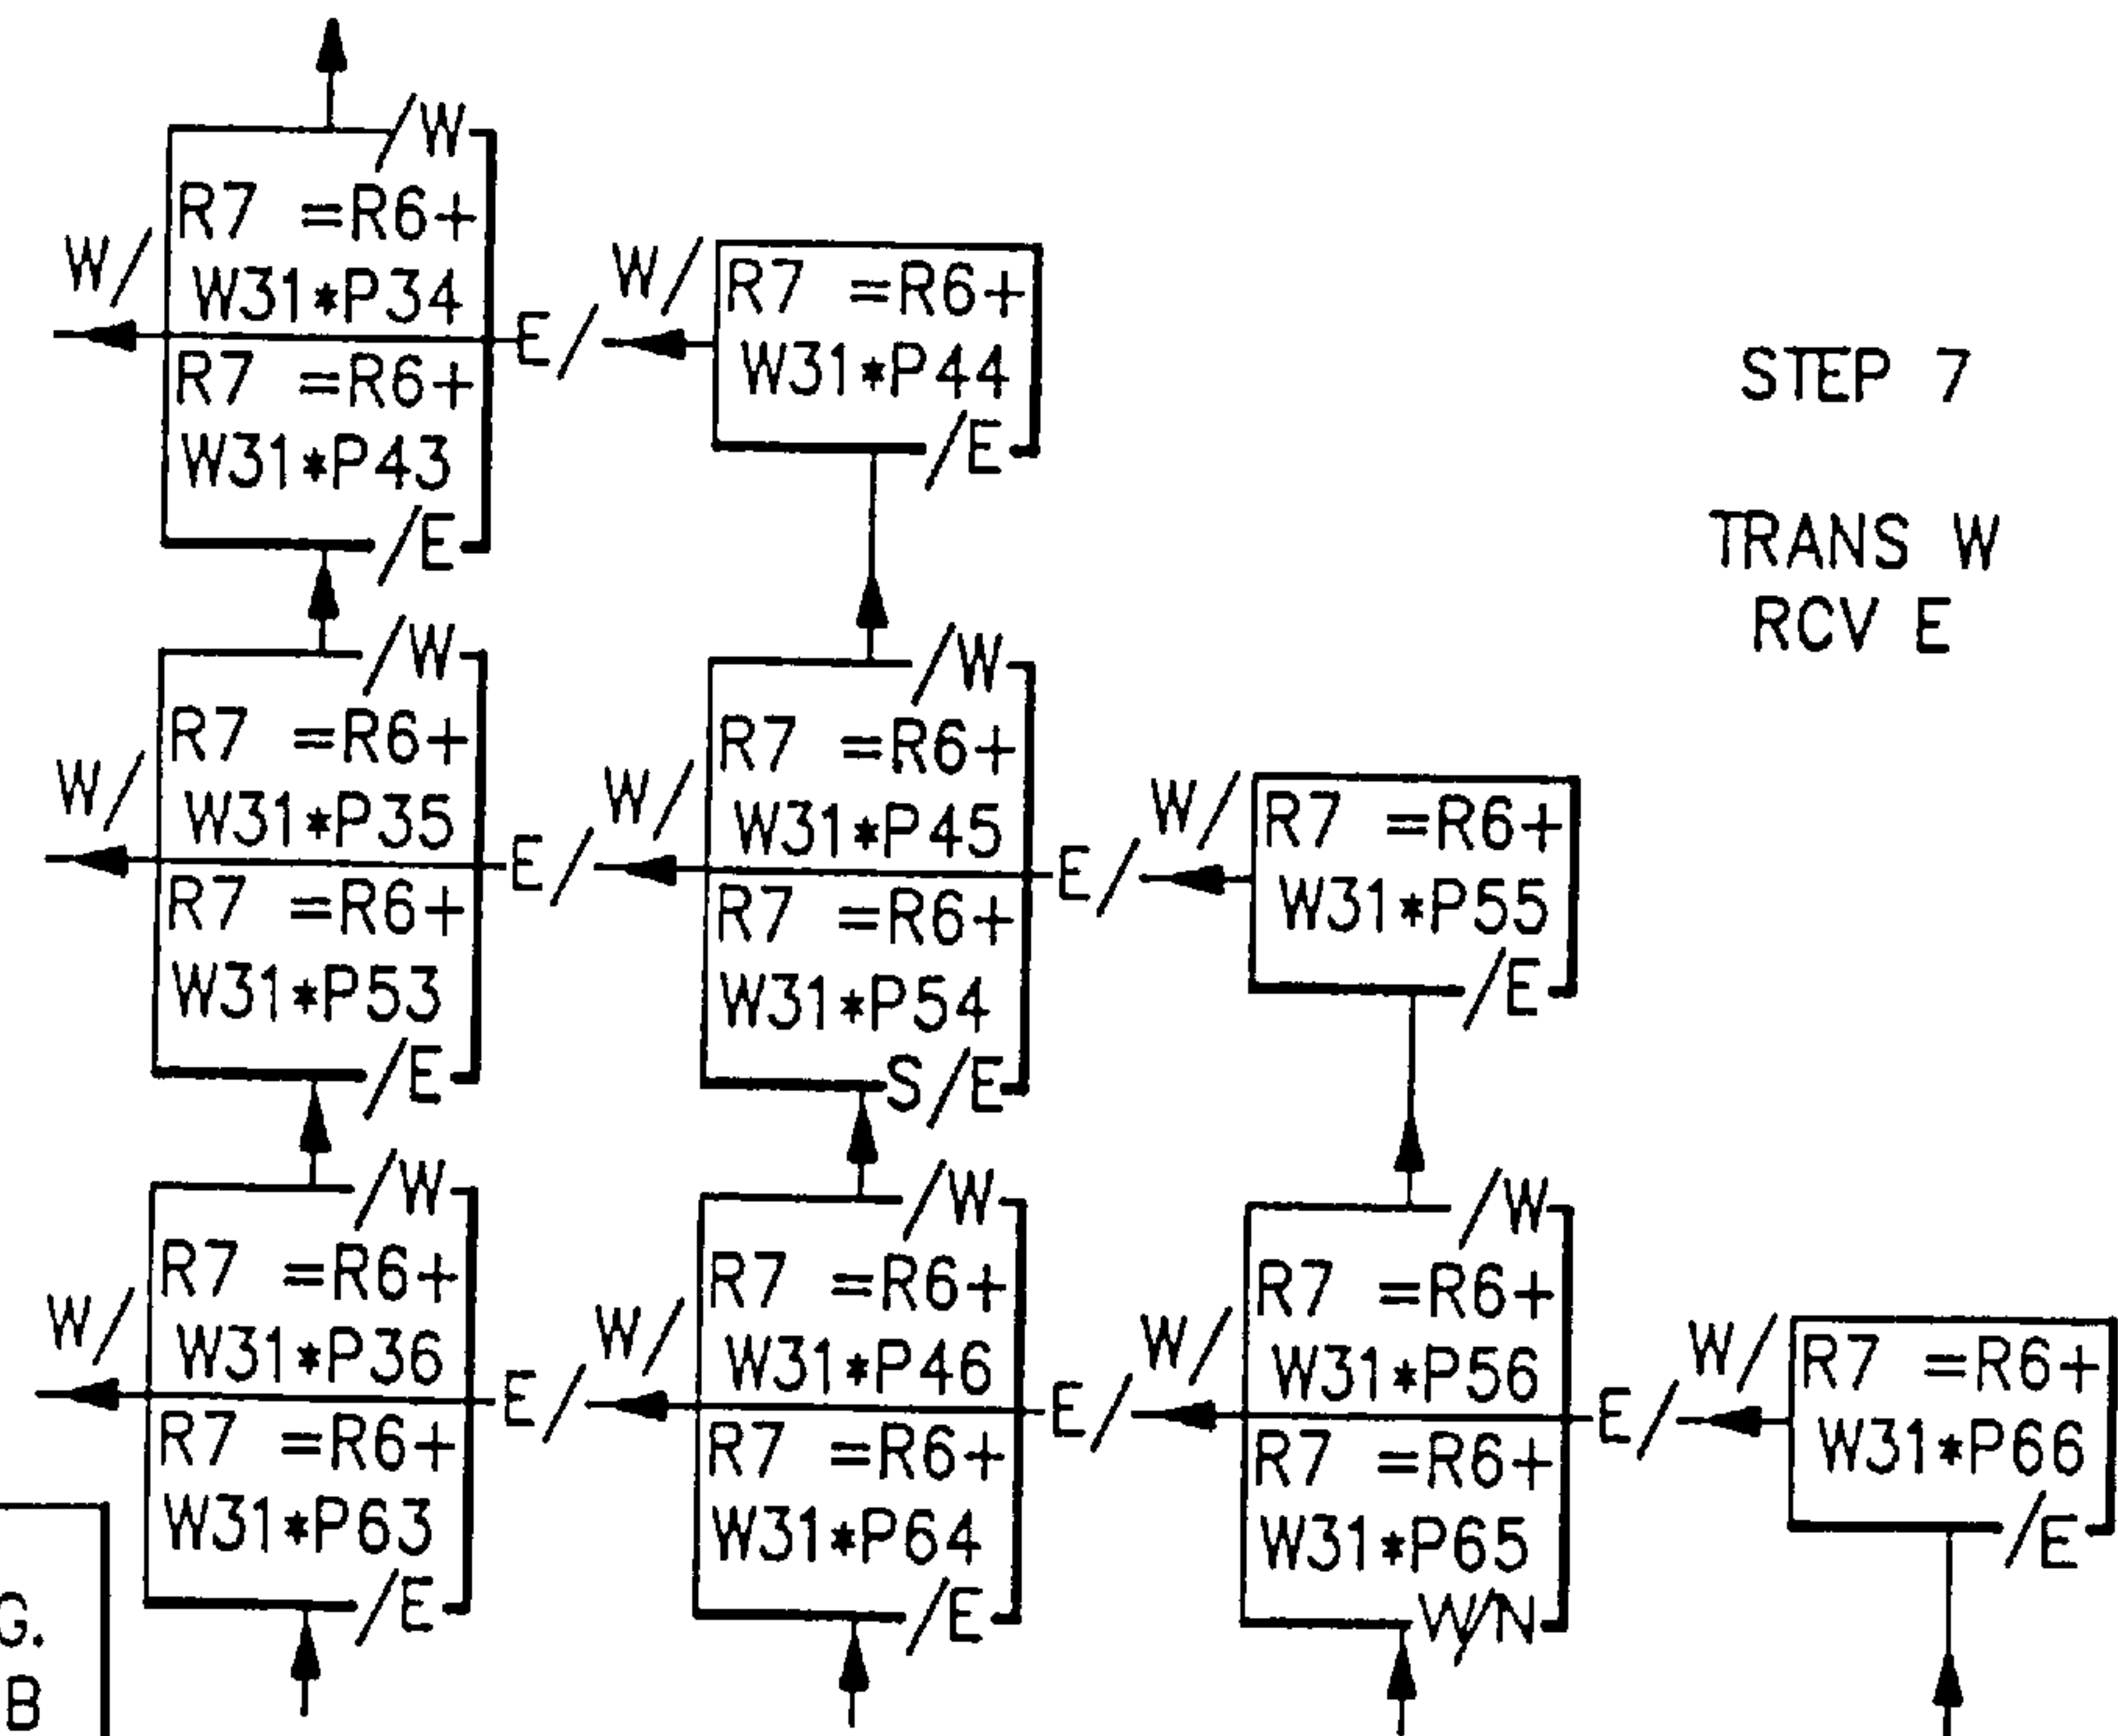 /W
R7 =R6+
W/
W31*P34
E/
R7 =R6+
W31*P43
/E
W/
R7 =R6+
W31*P44
/E
STEP 7
TRANS W
RCV E
/W
R7 =R6+
W/
W31*P35
E/
R7 =R6+
W31*P53
/E
/W
R7 =R6+
W/
W31*P45
E/
R7 =R6+
W31*P54
S/E
W/
R7 =R6+
W31*P55
/E
/W
R7 =R6+
W/
W31*P36
E/
R7 =R6+
W31*P63
/E
/W
R7 =R6+
W/
W31*P46
E/
R7 =R6+
W31*P64
/E
/W
R7 =R6+
W/
W31*P56
E/
R7 =R6+
W31*P65
W/N
W/
R7 =R6+
W31*P66
/E
G.
B